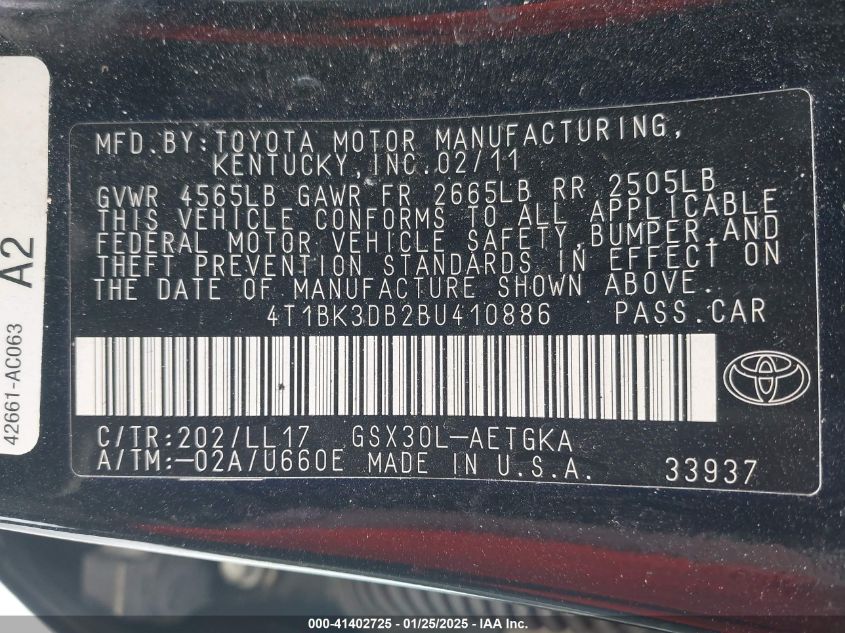 MFD.BY:TOYOTA MOTOR MANUFACTURING,
KENTUCKY,INC.02/11
GVWR 4565LB GAWR FR 2665LB RR 2505LB
THIS VEHICLE CONFORMS TO ALL APPLICABLE
FEDERAL MOTOR VEHICLE SAFETY,BUMPER,AND
THEFT PREVENTION STANDARDS IN EFFECT ON
THE DATE OF MANUFACTURE SHOWN ABOVE.
4T1BK3DB2BU410886 PASS.CAR
C/TR:202/LL17 GSX30L-AETGKA
A/TM:-02A/U660E MADE IN U.S.A. 33937
42661-AC063 A2
000-41402725 - 01/25/2025 - IAA Inc.